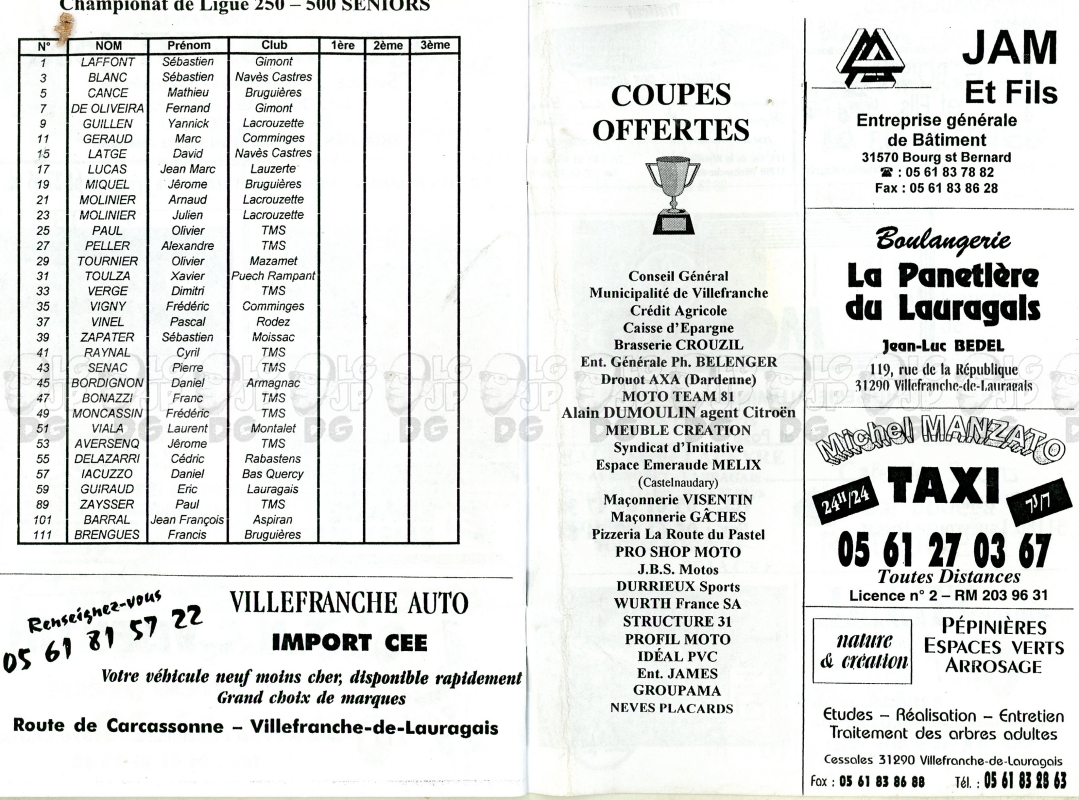 Championat de Ligue 250 – 500 SENIORS
N° NOM Prénom Club 1ère 2ème 3ème
1 LAFFONT Sébastien Gimont
3 BLANC Sébastien Navès Castres
5 CANCE Mathieu Bruguières
7 DE OLIVEIRA Fernand Gimont
9 GUILLEN Yannick Lacrouzette
11 GERAUD Marc Comminges
15 LATGE David Navès Castres
17 LUCAS Jean Marc Lauzerte
19 MIQUEL Jêrome Bruguières
21 MOLINIER Arnaud Lacrouzette
23 MOLINIER Julien Lacrouzette
25 PAUL Olivier TMS
27 PELLER Alexandre TMS
29 TOURNIER Olivier Mazamet
31 TOULZA Xavier Puech Rampant
33 VERGE Dimitri TMS
35 VIGNY Frédéric Comminges
37 VINEL Pascal Rodez
39 ZAPATER Sébastien Moissac
41 RAYNAL Cyril TMS
43 SENAC Pierre TMS
45 BORDIGNON Daniel Armagnac
47 BONAZZI Franc TMS
49 MONCASSIN Frédéric TMS
51 VIALA Laurent Montalet
53 AVERSENQ Jêrome TMS
55 DELAZARRI Cédric Rabastens
57 IACUZZO Daniel Bas Quercy
59 GUIRAUD Eric Lauragais
89 ZAYSSER Paul TMS
101 BARRAL Jean François Aspiran
111 BRENGUES Francis Bruguières
Renseignez-vous
05 61 81 57 22
VILLEFRANCHE AUTO
IMPORT CEE
Votre véhicule neuf moins cher, disponible rapidement
Grand choix de marques
Route de Carcassonne – Villefranche-de-Lauragais
COUPES
OFFERTES
Conseil Général
Municipalité de Villefranche
Crédit Agricole
Caisse d'Epargne
Brasserie CROUZIL
Ent. Générale Ph. BELENGER
Drouot AXA (Dardenne)
MOTO TEAM 81
Alain DUMOULIN agent Citroën
MEUBLE CREATION
Syndicat d'Initiative
Espace Emeraude MELIX
(Castelnaudary)
Maçonnerie VISENTIN
Maçonnerie GÂCHES
Pizzeria La Route du Pastel
PRO SHOP MOTO
J.B.S. Motos
DURRIEUX Sports
WURTH France SA
STRUCTURE 31
PROFIL MOTO
IDÉAL PVC
Ent. JAMES
GROUPAMA
NEVES PLACARDS
JAM
Et Fils
Entreprise générale
de Bâtiment
31570 Bourg st Bernard
☎ : 05 61 83 78 82
Fax : 05 61 83 86 28
Boulangerie
La Panetière
du Lauragais
Jean-Luc BEDEL
119, rue de la République
31290 Villefranche-de-Lauragais
Michel MANZATO
24H/24 TAXI 7J/7
05 61 27 03 67
Toutes Distances
Licence n° 2 – RM 203 96 31
nature
& création
PÉPINIÈRES
ESPACES VERTS
ARROSAGE
Etudes – Réalisation – Entretien
Traitement des arbres adultes
Cessales 31290 Villefranche-de-Lauragais
Fax : 05 61 83 86 88 Tél. : 05 61 83 28 63